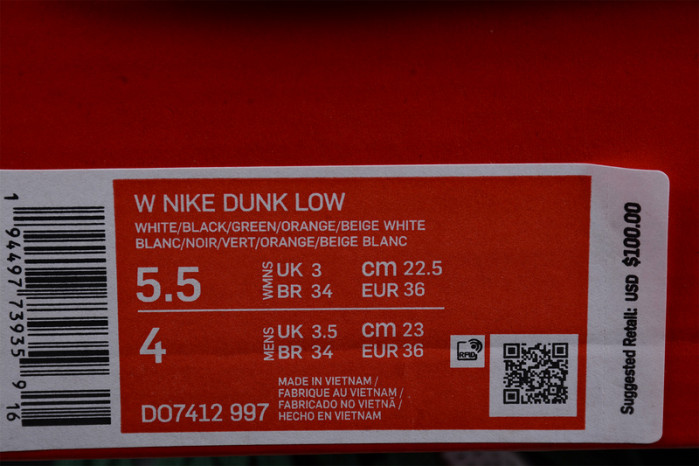 W NIKE DUNK LOW
WHITE/BLACK/GREEN/ORANGE/BEIGE WHITE
BLANC/NOIR/VERT/ORANGE/BEIGE BLANC
5.5 WMNS UK 3 cm 22.5
BR 34 EUR 36
4 MENS UK 3.5 cm 23
BR 34 EUR 36
MADE IN VIETNAM /
FABRIQUE AU VIETNAM /
FABRICADO NO VIETNÃ /
HECHO EN VIETNAM
DO7412 997
RAD
1 94497 73935 9 16
Suggested Retail: USD $100.00